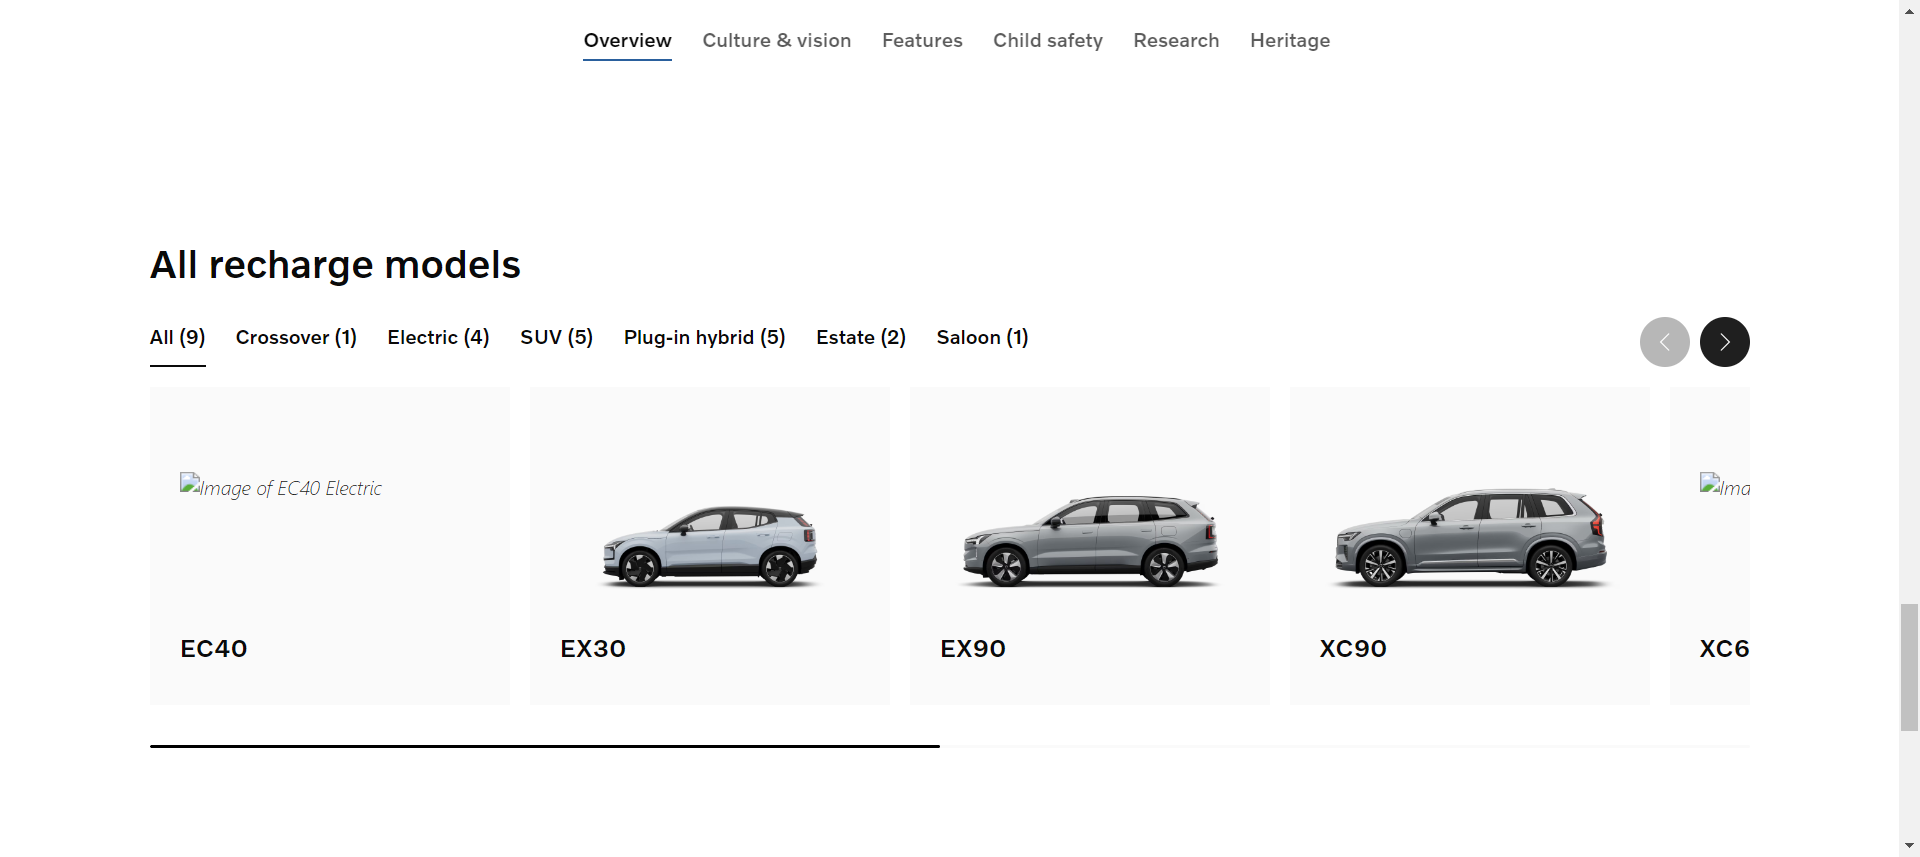 Overview Culture & vision Features Child safety Research Heritage
All recharge models
All (9) Crossover (1) Electric (4) SUV (5) Plug-in hybrid (5) Estate (2) Saloon (1)
Image of EC40 Electric
Ima
EC40
EX30
EX90
XC90
XC6